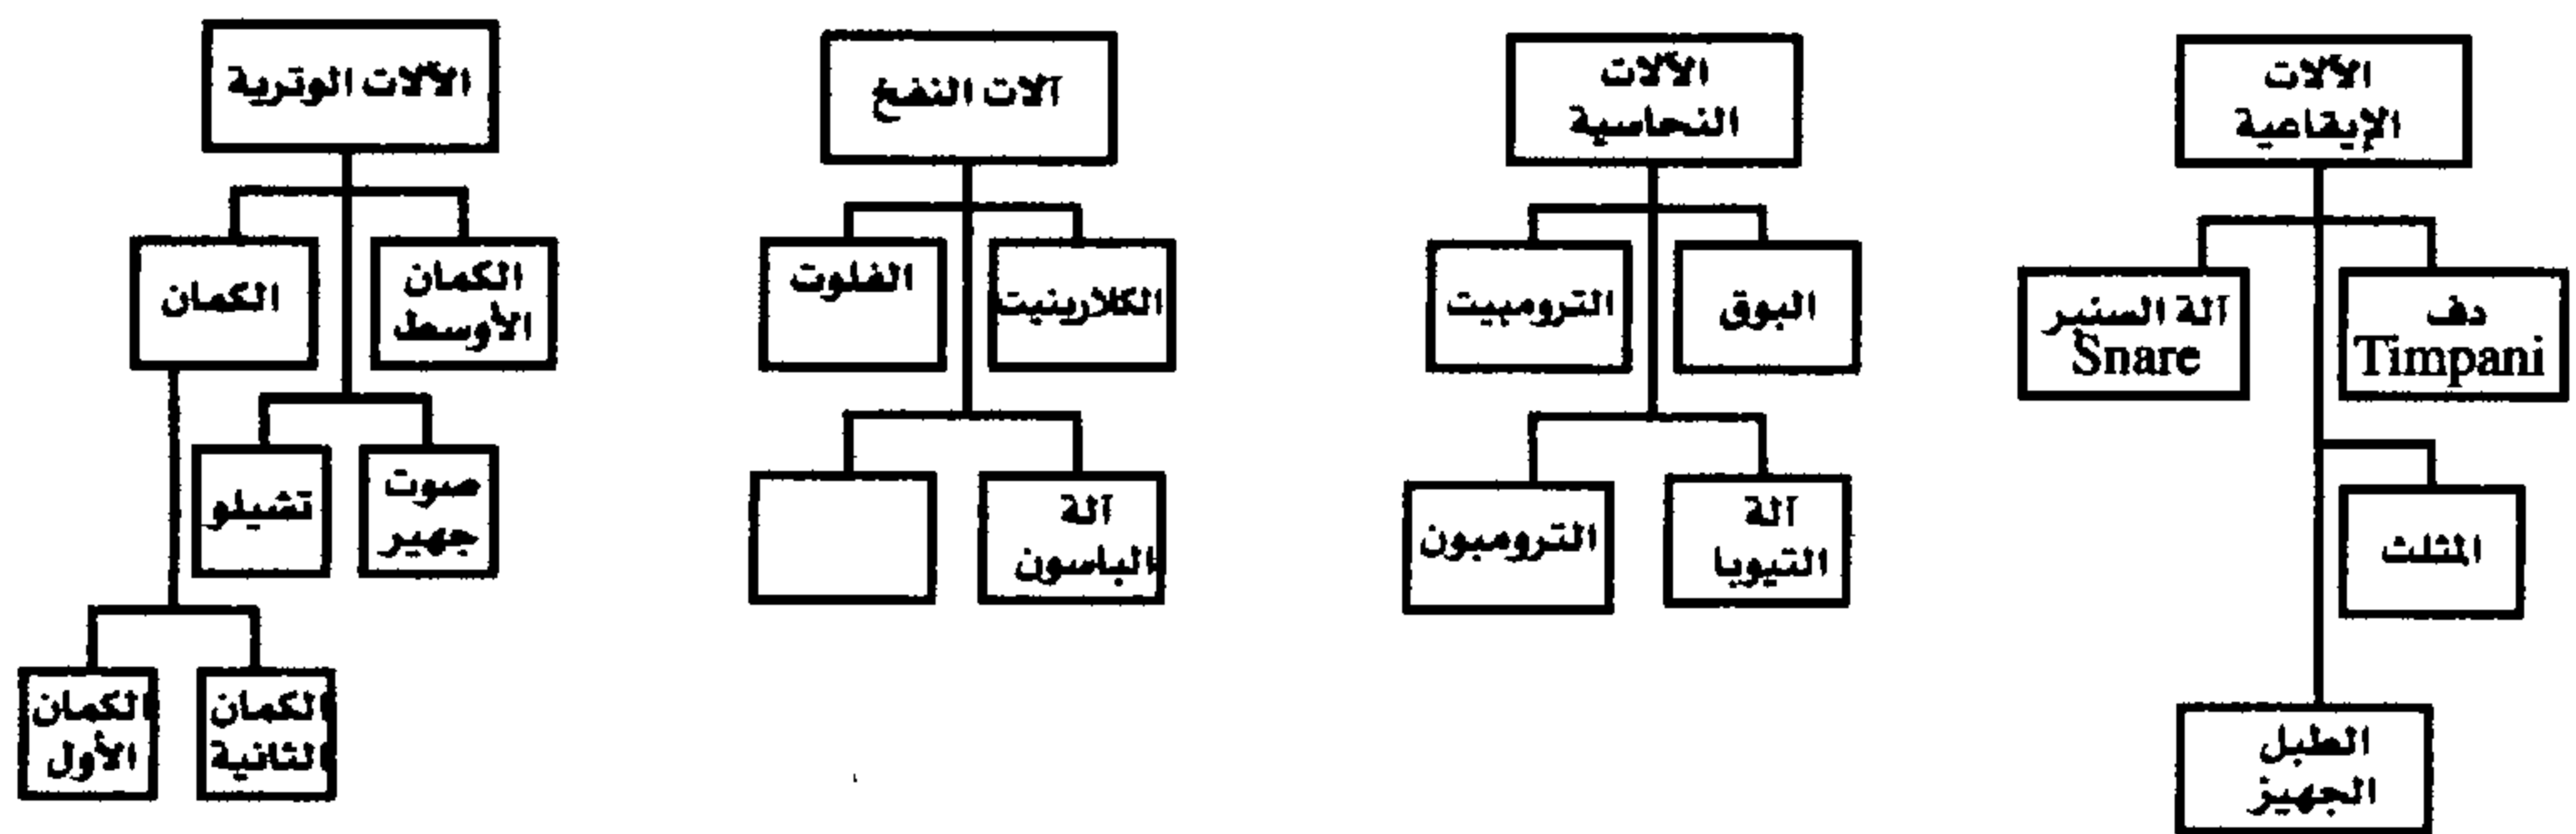 الآلات الوترية
آلات النفخ
الآلات
النحاسية
الآلات
الإيقاعية
الكمان
الكمان
الأوسط
الفلوت
الكلارينيت
الترومبيت
البوق
آلة السنير
Snare
دف
Timpani
تشيلو
صوت
جهير
آلة
الباسون
الترومبون
آلة
التيوبا
المثلث
الكمان
الأول
الكمان
الثانية
الطبل
الجهيز